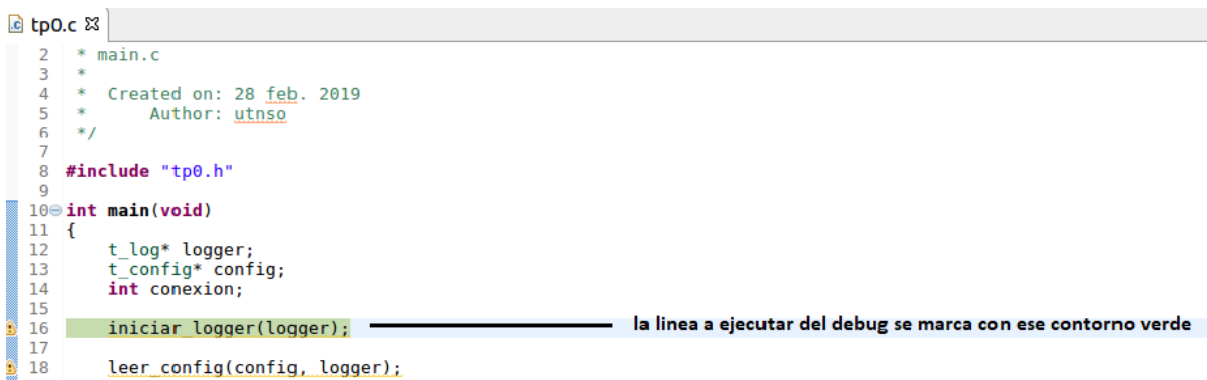 tp0.c
2 * main.c
3 *
4 * Created on: 28 feb. 2019
5 * Author: utnso
6 */
7
8 #include "tp0.h"
9
10 int main(void)
11 {
12 t_log* logger;
13 t_config* config;
14 int conexion;
15
16 iniciar_logger(logger); la linea a ejecutar del debug se marca con ese contorno verde
17
18 leer_config(config, logger);